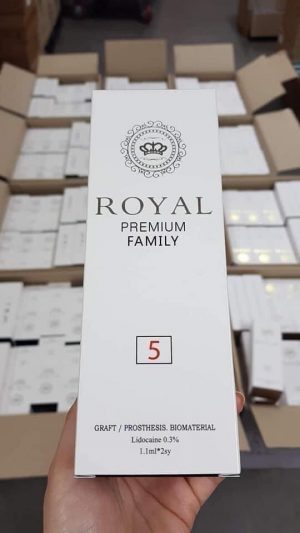 ROYAL
PREMIUM
FAMILY
5
GRAFT / PROSTHESIS. BIOMATERIAL
Lidocaine 0.3%
1.1ml*2sy